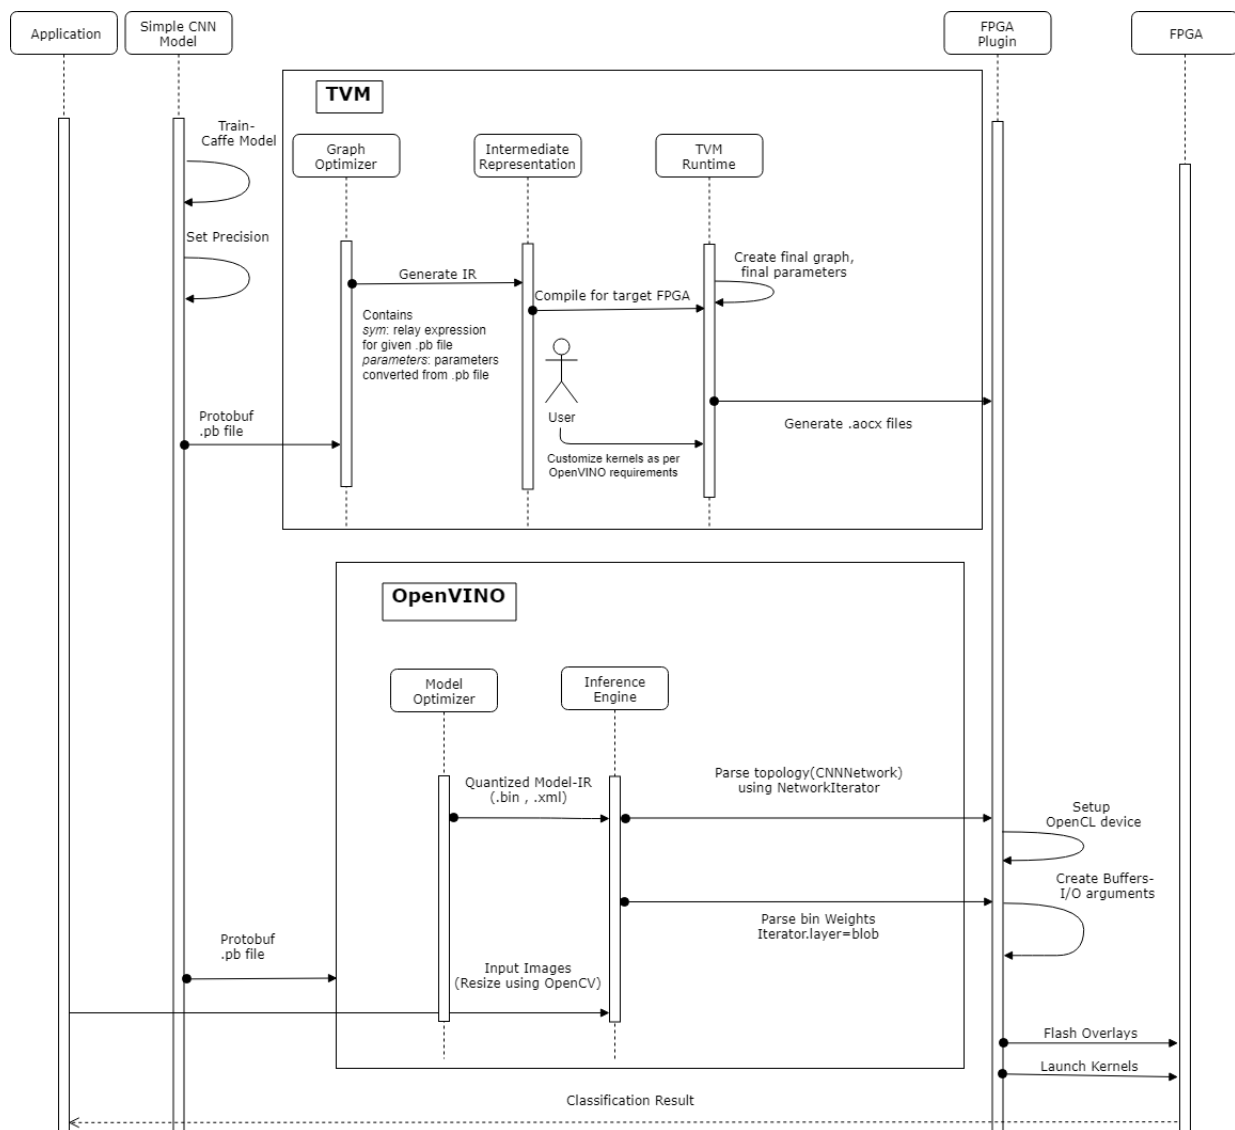 Application
Simple CNN
Model
FPGA
Plugin
FPGA
TVM
Train-
Caffe Model
Graph
Optimizer
Intermediate
Representation
TVM
Runtime
Set Precision
Generate IR
Create final graph,
final parameters
Compile for target FPGA
Contains
sym: relay expression
for given .pb file
parameters: parameters
converted from .pb file
User
Protobuf
.pb file
Generate .aocx files
Customize kernels as per
OpenVINO requirements
OpenVINO
Model
Optimizer
Inference
Engine
Quantized Model-IR
(.bin , .xml)
Parse topology(CNNNetwork)
using NetworkIterator
Setup
OpenCL device
Create Buffers-
I/O arguments
Parse bin Weights
Iterator.layer=blob
Protobuf
.pb file
Input Images
(Resize using OpenCV)
Flash Overlays
Launch Kernels
Classification Result